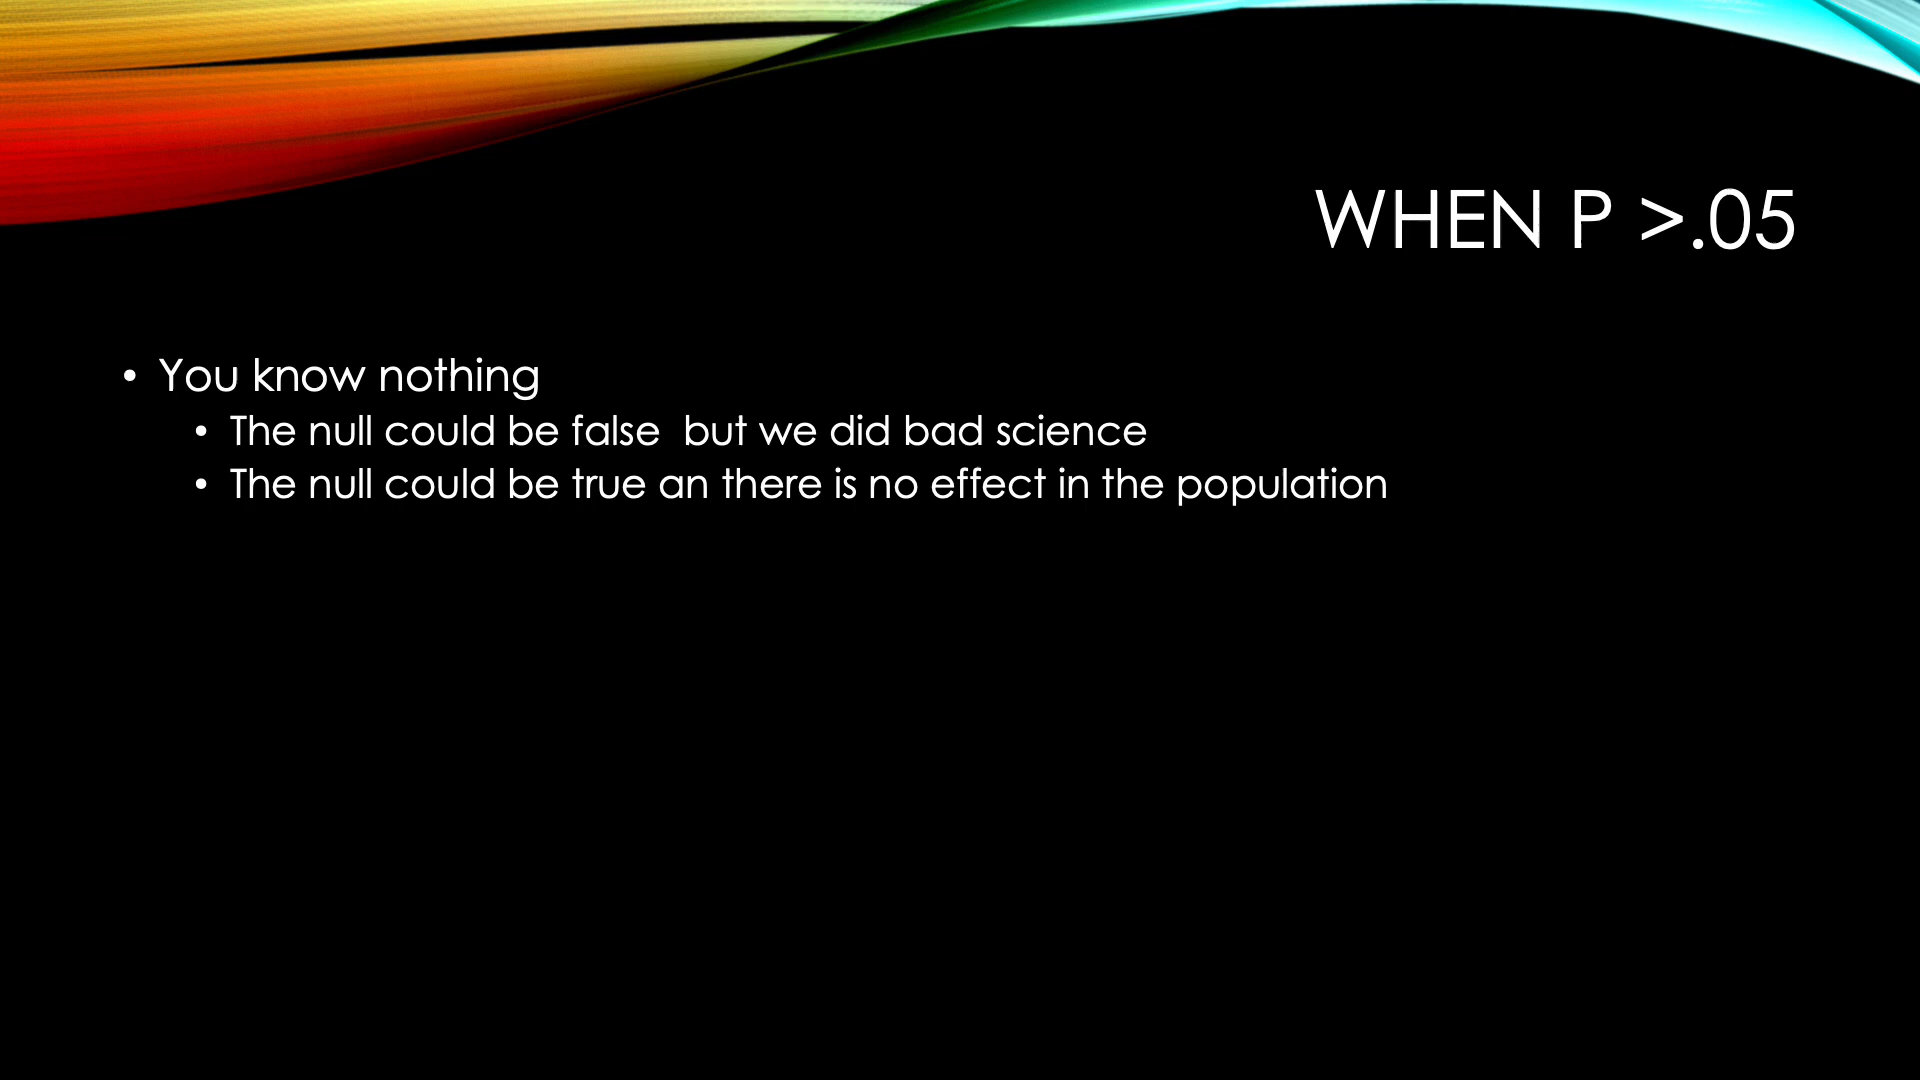 WHEN P >.05
• You know nothing
• The null could be false  but we did bad science
• The null could be true an there is no effect in the population